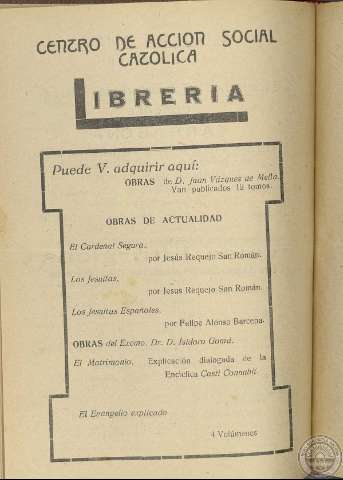 CENTRO DE ACCION SOCIAL
CATOLICA
LIBRERIA
Puede V. adquirir aquí:
OBRAS de D. Juan Vázquez de Mella.
Van publicados 12 tomos.
OBRAS DE ACTUALIDAD
El Cardenal Segura,
por Jesús Requejo San Román.
Los Jesuitas,
por Jesus Requejo San Román.
Los Jesuitas Españoles,
por Felipe Alonso Barcena.
OBRAS del Excmo. Dr. D. Isidoro Gomá.
El Matrimonio. Explicación dialogada de la
Encíclica Casti Connubii.
El Evangelio explicado
4 Volúmenes